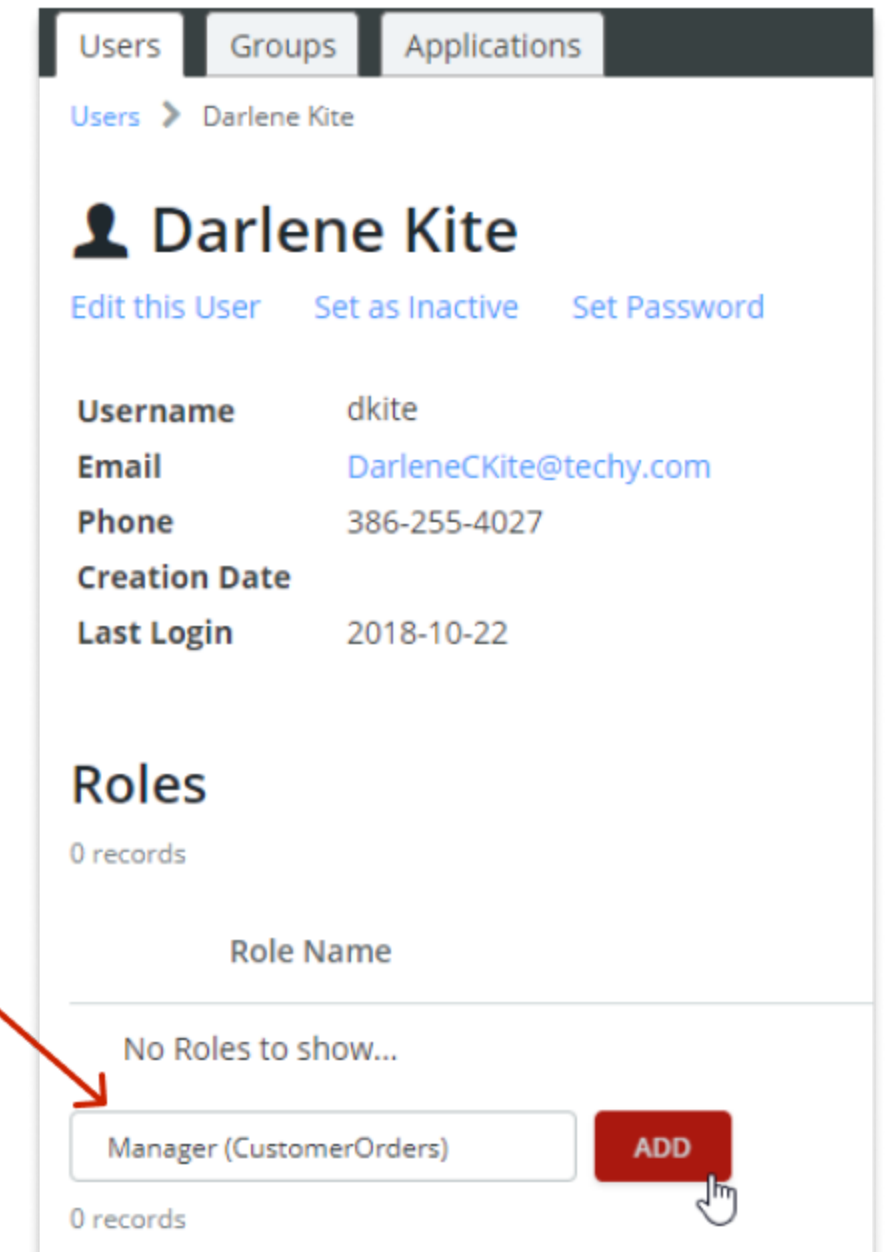 Users Groups Applications
Users > Darlene Kite
Darlene Kite
Edit this User Set as Inactive Set Password
Username dkite
Email DarleneCKite@techy.com
Phone 386-255-4027
Creation Date
Last Login 2018-10-22
Roles
0 records
Role Name
No Roles to show...
Manager (CustomerOrders) ADD
0 records